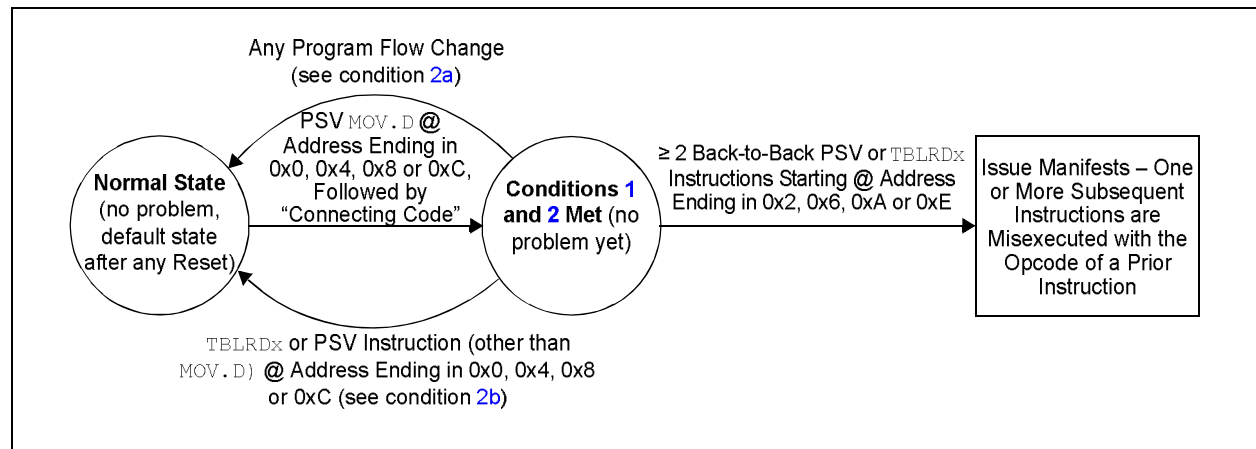 Any Program Flow Change
(see condition 2a)
PSV MOV.D @
Address Ending in
0x0, 0x4, 0x8 or 0xC,
Followed by
“Connecting Code”
Normal State
(no problem,
default state
after any Reset)
Conditions 1
and 2 Met (no
problem yet)
≥ 2 Back-to-Back PSV or TBLRDx
Instructions Starting @ Address
Ending in 0x2, 0x6, 0xA or 0xE
Issue Manifests – One
or More Subsequent
Instructions are
Misexecuted with the
Opcode of a Prior
Instruction
TBLRDx or PSV Instruction (other than
MOV.D) @ Address Ending in 0x0, 0x4, 0x8
or 0xC (see condition 2b)